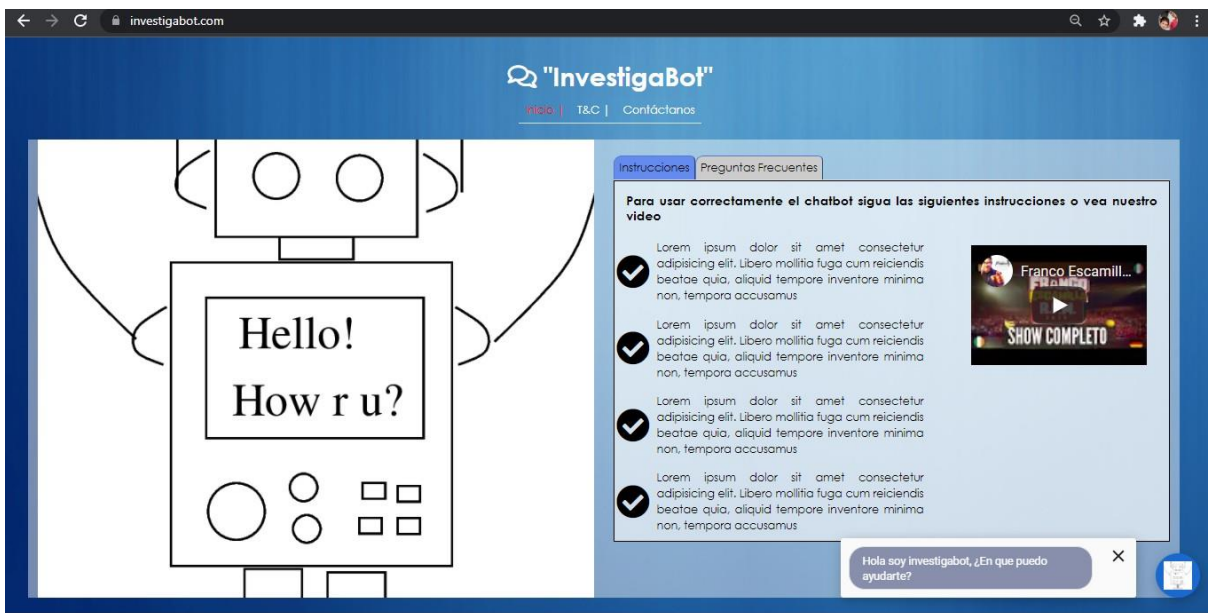 investigabot.com
"InvestigaBot"
Inicio | T&C | Contáctanos
Hello!
How r u?
Instrucciones Preguntas Frecuentes
Para usar correctamente el chatbot sigua las siguientes instrucciones o vea nuestro
video
Lorem ipsum dolor sit amet consectetur
adipisicing elit. Libero mollitia fuga cum reiciendis
beatae quia, aliquid tempore inventore minima
non, tempora accusamus
Lorem ipsum dolor sit amet consectetur
adipisicing elit. Libero mollitia fuga cum reiciendis
beatae quia, aliquid tempore inventore minima
non, tempora accusamus
Lorem ipsum dolor sit amet consectetur
adipisicing elit. Libero mollitia fuga cum reiciendis
beatae quia, aliquid tempore inventore minima
non, tempora accusamus
Lorem ipsum dolor sit amet consectetur
adipisicing elit. Libero mollitia fuga cum reiciendis
beatae quia, aliquid tempore inventore minima
non, tempora accusamus
Franco Escamill...
FRANCO
SHOW COMPLETO
Hola soy investigabot, ¿En que puedo
ayudarte?